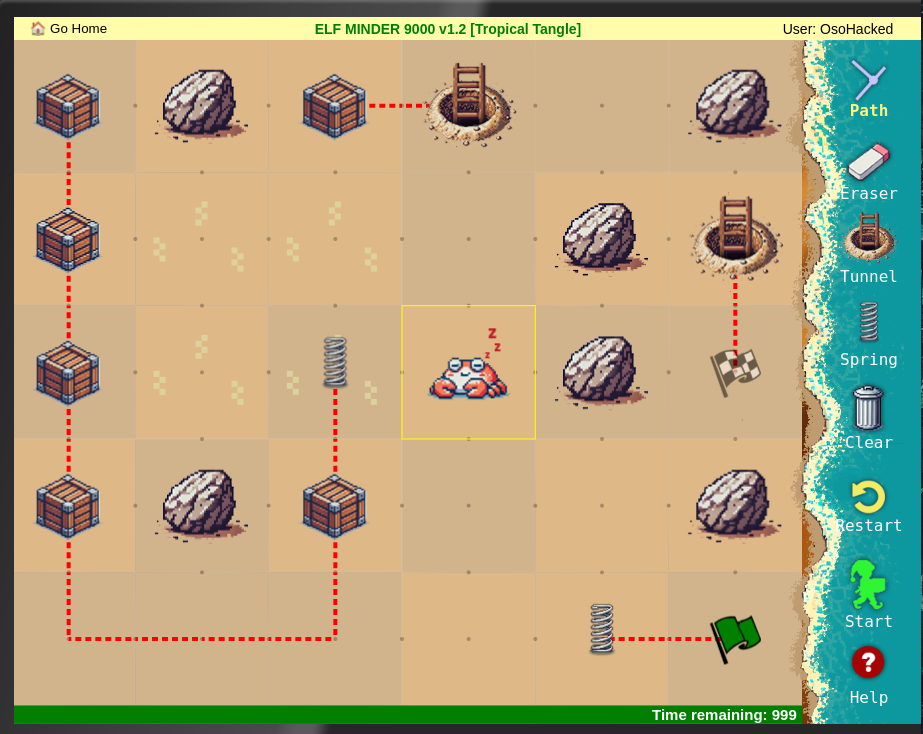 Go Home
ELF MINDER 9000 v1.2 [Tropical Tangle]
User: OsoHacked
Path
Eraser
Tunnel
Spring
Clear
Restart
Start
?
Help
z
z
z
Time remaining: 999